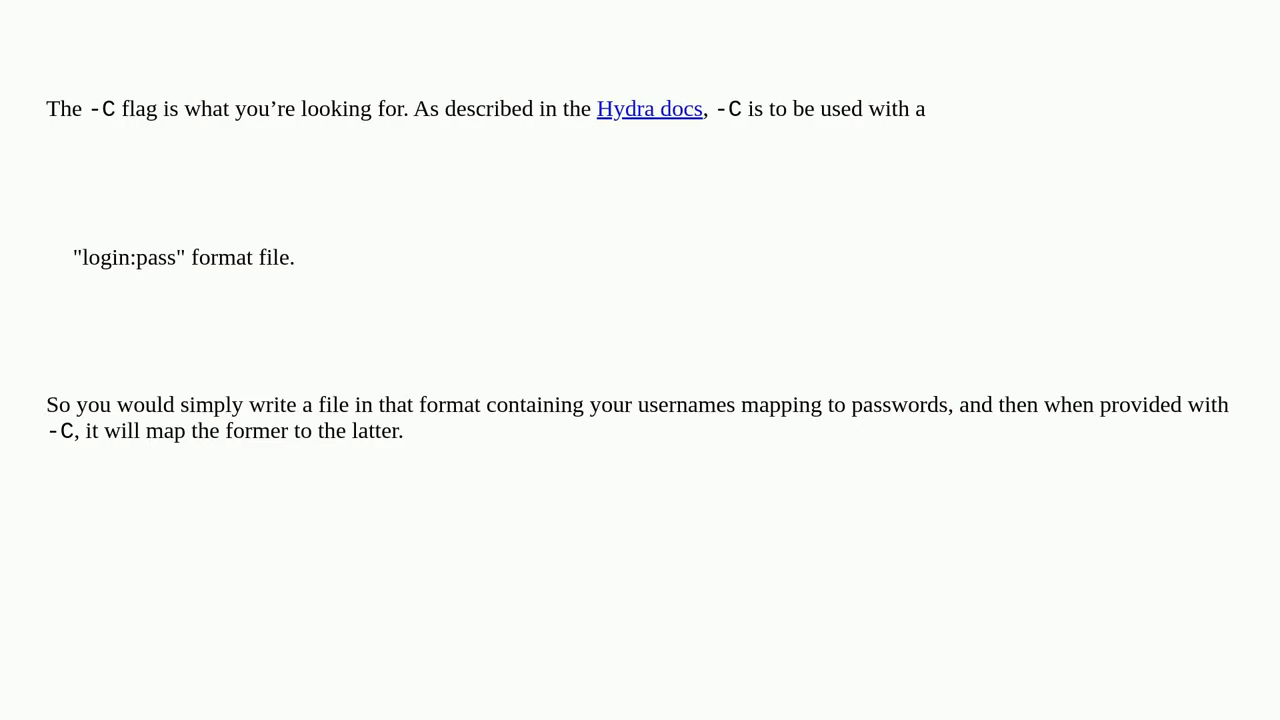 The -C flag is what you’re looking for. As described in the Hydra docs, -C is to be used with a
"login:pass" format file.
So you would simply write a file in that format containing your usernames mapping to passwords, and then when provided with
-C, it will map the former to the latter.